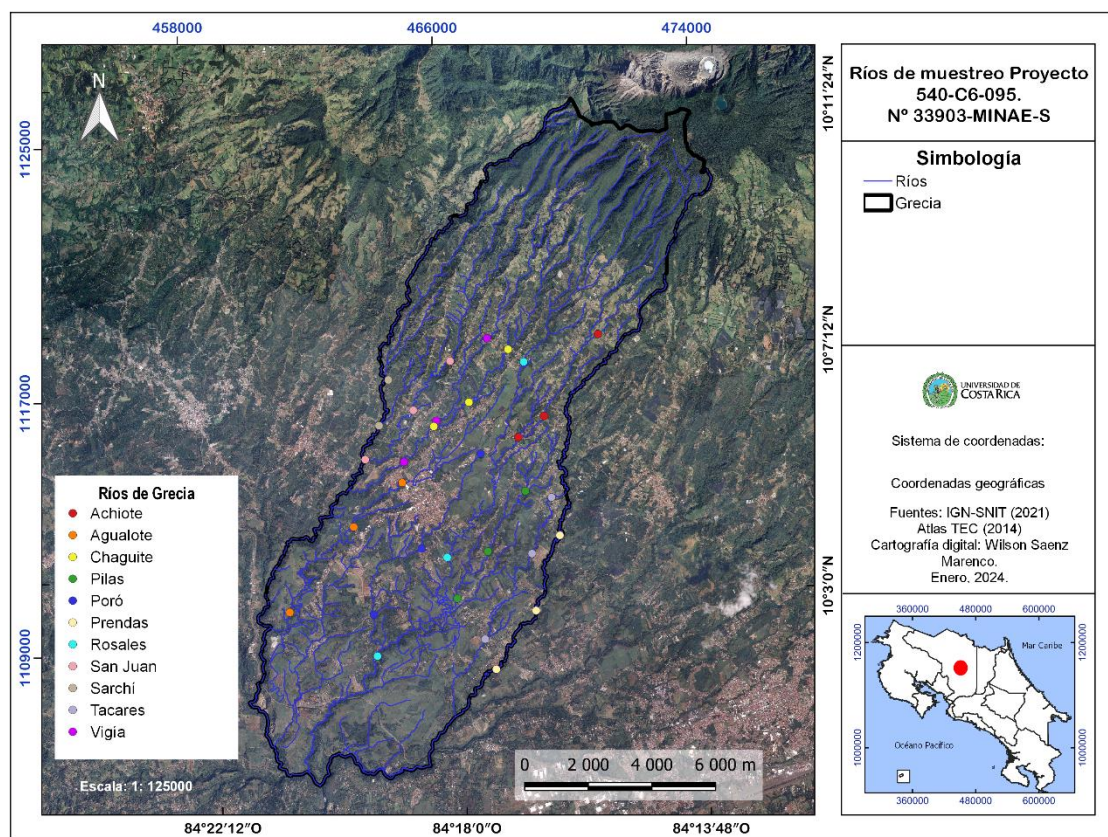 458000
466000
474000
N
1125000
1117000
1109000
10°11'24"N
10°7'12"N
10°3'0"N
84°22'12"O
84°18'0"O
84°13'48"O
Ríos de Grecia
Achiote
Agualote
Chaguite
Pilas
Poró
Prendas
Rosales
San Juan
Sarchí
Tacares
Vigía
Escala: 1: 125000
0 2 000 4 000 6 000 m
Ríos de muestreo Proyecto
540-C6-095.
Nº 33903-MINAE-S
Simbología
Ríos
Grecia
UNIVERSIDAD DE
COSTA RICA
Sistema de coordenadas:
Coordenadas geográficas
Fuentes: IGN-SNIT (2021)
Atlas TEC (2014)
Cartografía digital: Wilson Saenz
Marenco.
Enero, 2024.
360000
480000
600000
1200000
1000000
Mar Caribe
Océano Pacífico
1200000
1000000
360000
480000
600000